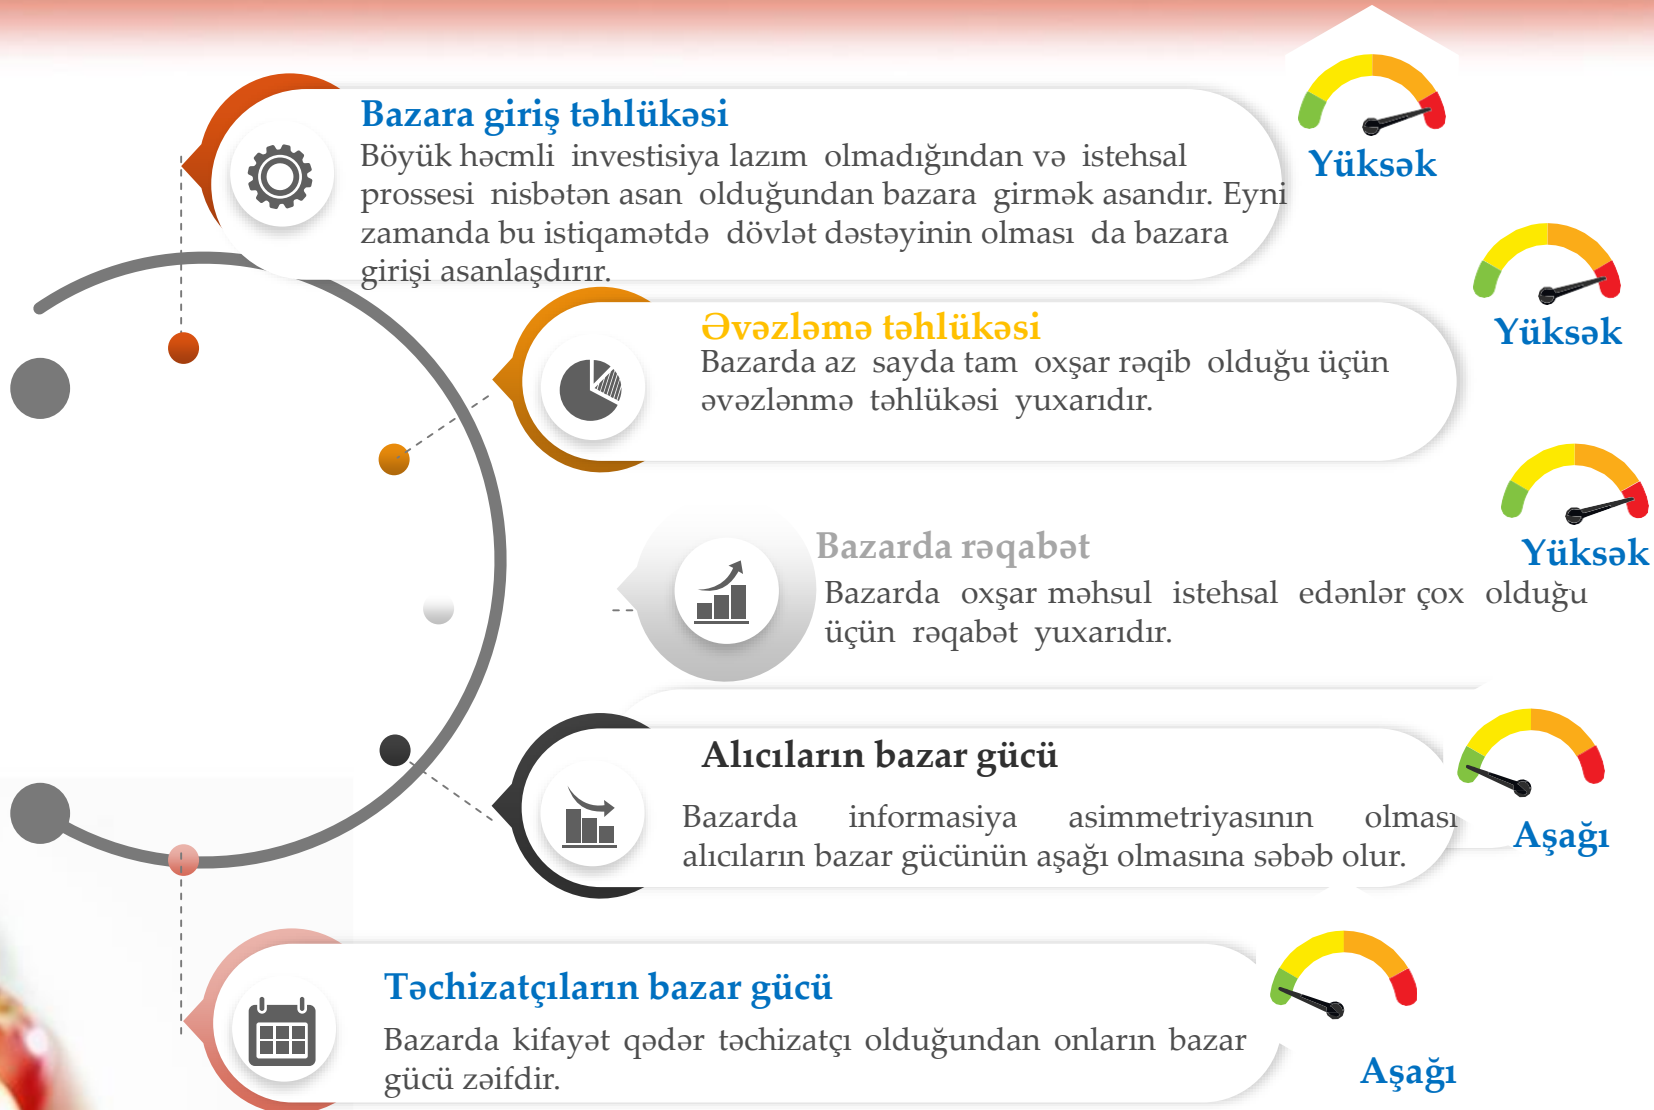 Bazara giriş təhlükəsi
Böyük həcmli investisiya lazım olmadığından və istehsal
prossesi nisbətən asan olduğundan bazara girmək asandır. Eyni
zamanda bu istiqamətdə dövlət dəstəyinin olması da bazara
girişi asanlaşdırır.
Yüksək
Əvəzləmə təhlükəsi
Bazarda az sayda tam oxşar rəqib olduğu üçün
əvəzlənmə təhlükəsi yuxarıdır.
Yüksək
Bazarda rəqabət
Bazarda oxşar məhsul istehsal edənlər çox olduğu
üçün rəqabət yuxarıdır.
Yüksək
Alıcıların bazar gücü
Bazarda informasiya asimmetriyasının olması
alıcıların bazar gücünün aşağı olmasına səbəb olur.
Aşağı
Təchizatçıların bazar gücü
Bazarda kifayət qədər təchizatçı olduğundan onların bazar
gücü zəifdir.
Aşağı